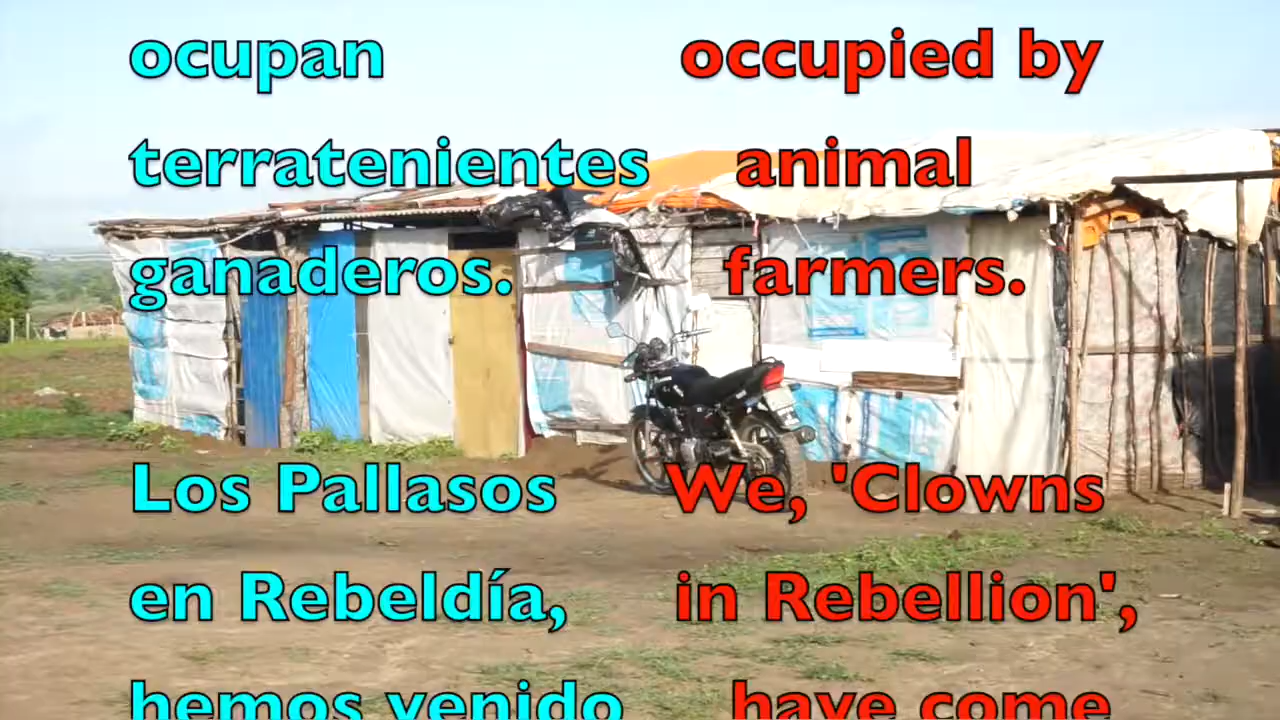 ocupan
terratenientes
ganaderos.
Los Pallasos
en Rebeldía,
hemos venido
occupied by
animal
farmers.
We, 'Clowns
in Rebellion',
have come